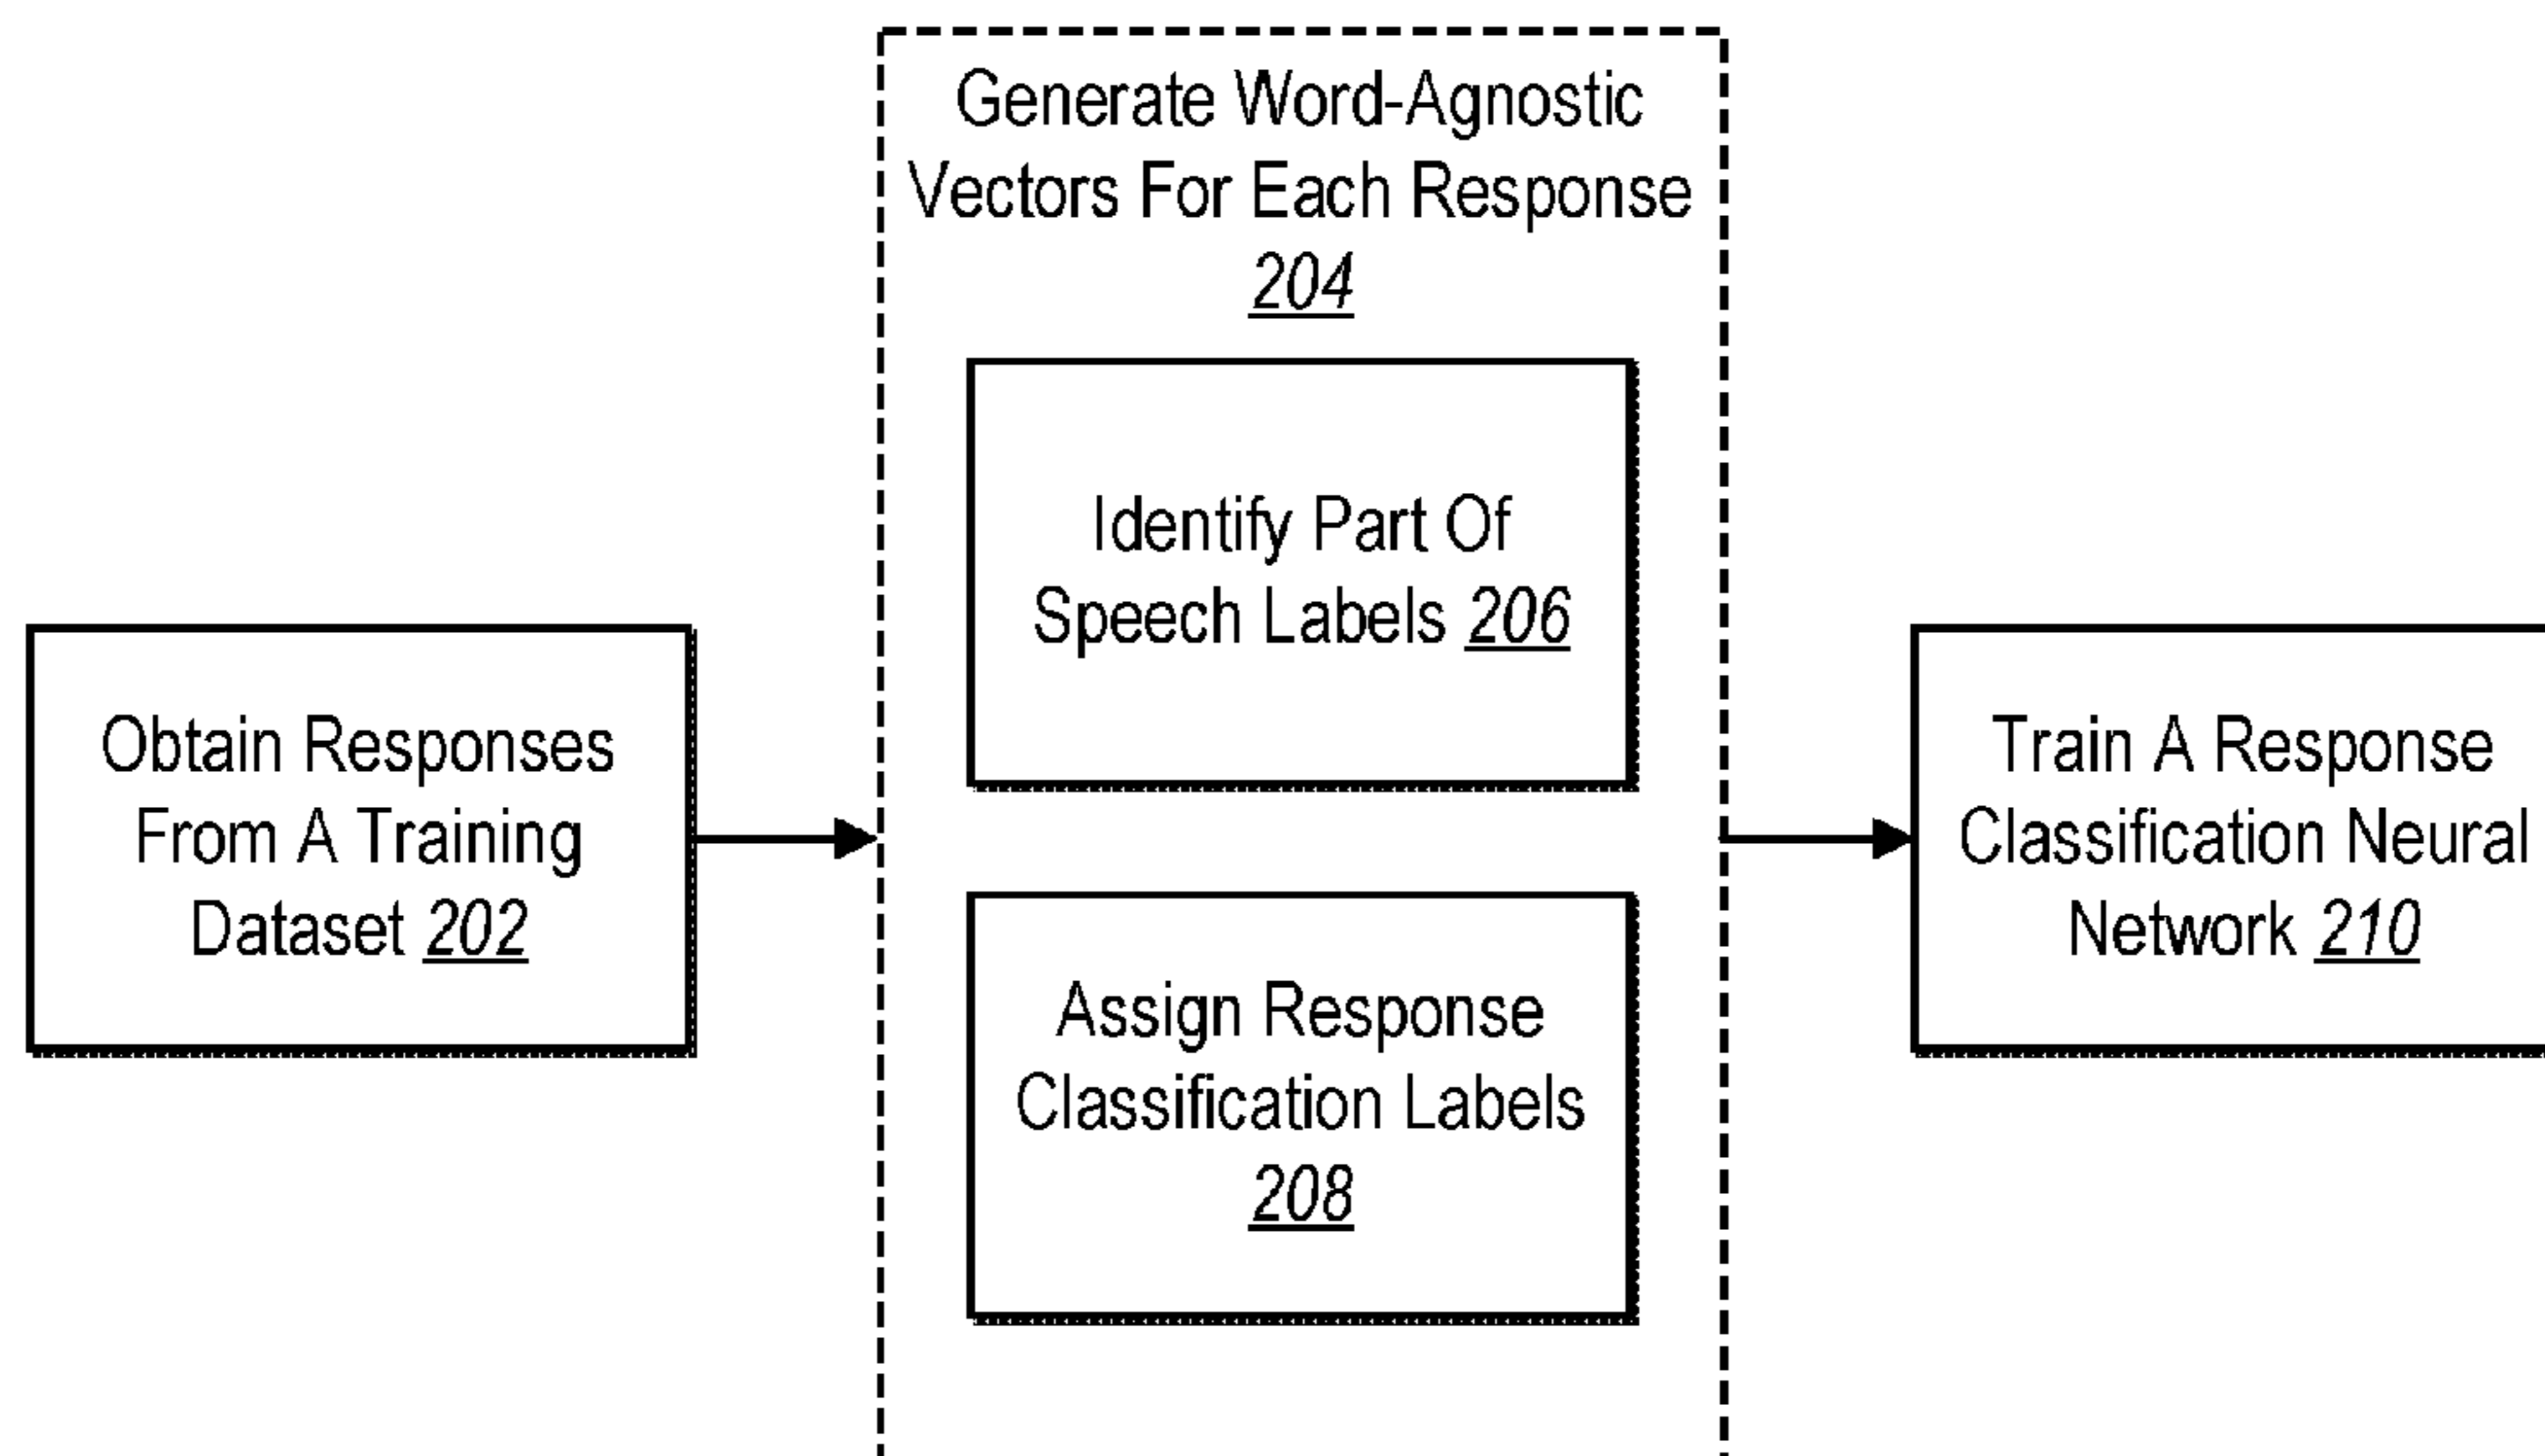 Obtain Responses
From A Training
Dataset 202
Generate Word-Agnostic
Vectors For Each Response
204
Identify Part Of
Speech Labels 206
Assign Response
Classification Labels
208
Train A Response
Classification Neural
Network 210